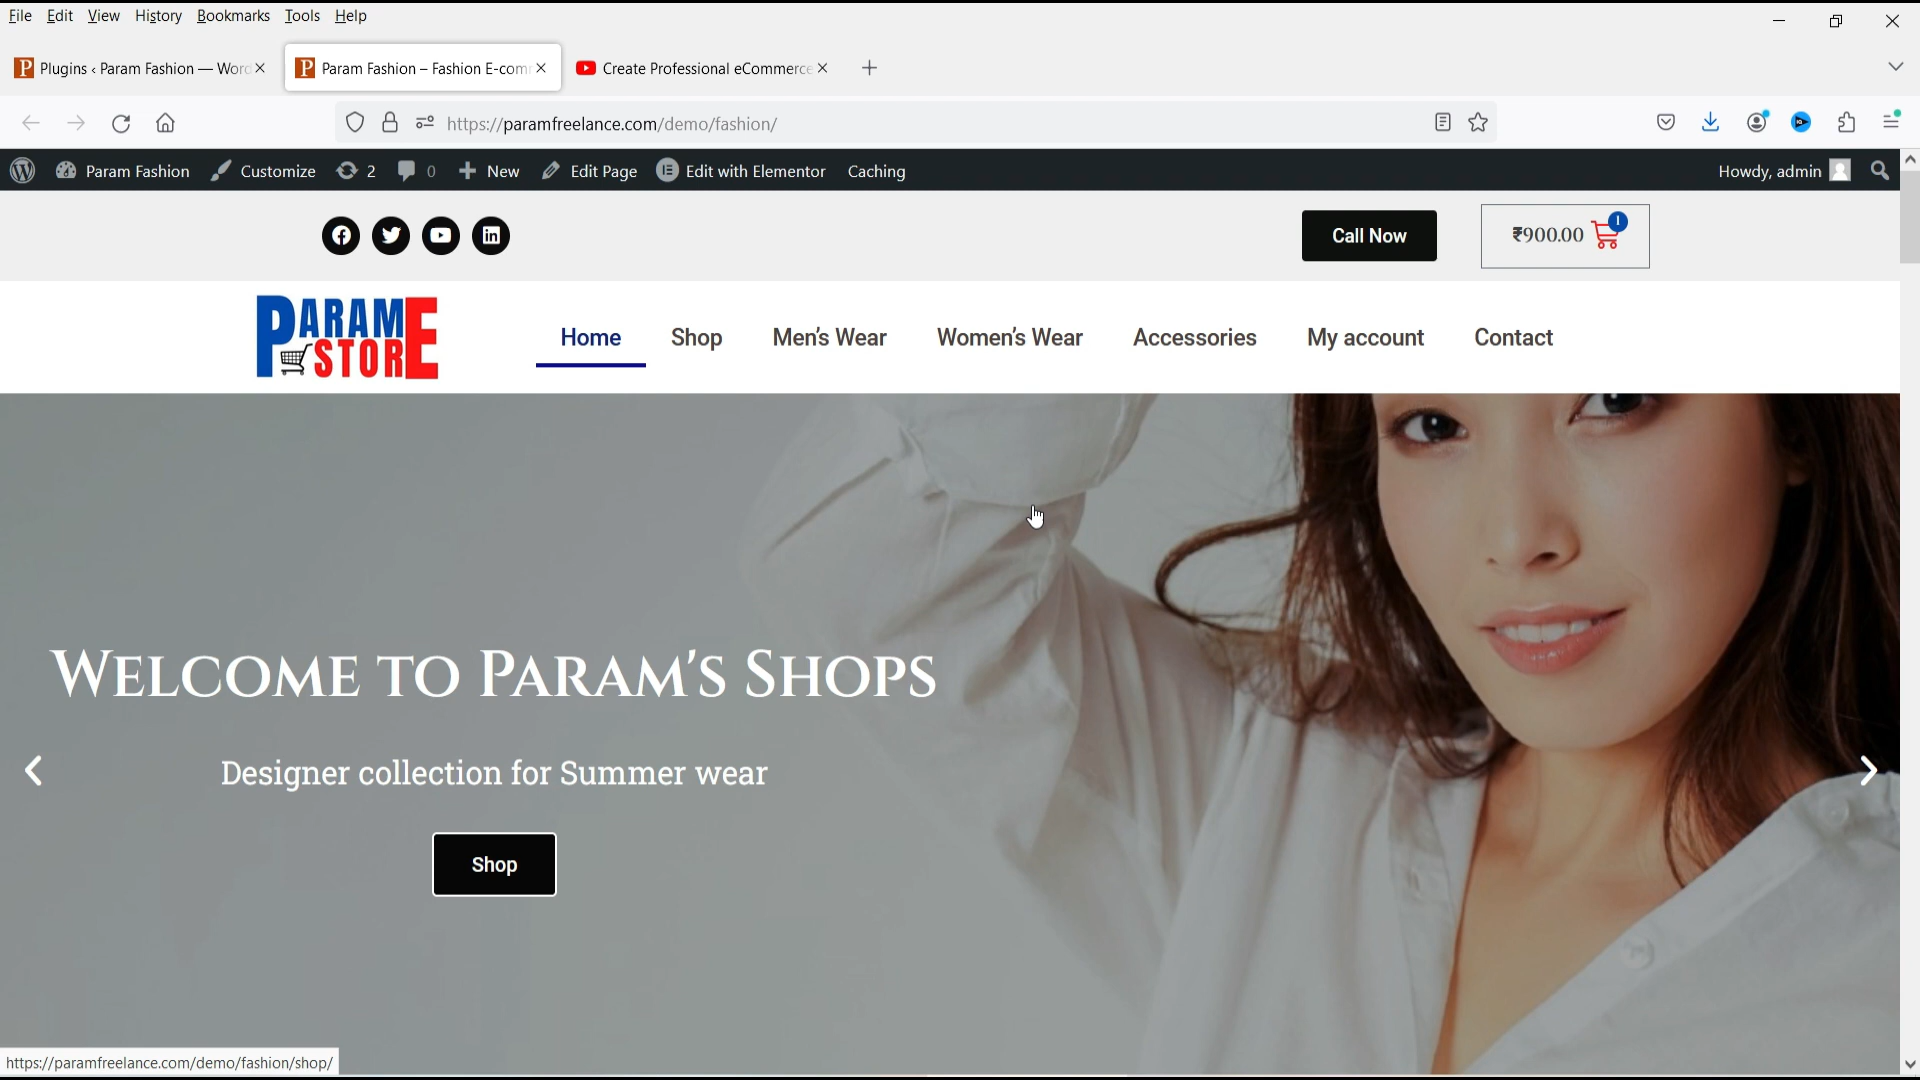 File Edit View History Bookmarks Tools Help
Plugins ‹ Param Fashion — Word
Param Fashion – Fashion E-com
Create Professional eCommerce
https://paramfreelance.com/demo/fashion/
Param Fashion Customize 2 0 New Edit Page Edit with Elementor Caching Howdy, admin
Call Now ₹900.00 1
PARAM E STORE
Home Shop Men’s Wear Women’s Wear Accessories My account Contact
Welcome to Param's Shops
Designer collection for Summer wear
Shop
https://paramfreelance.com/demo/fashion/shop/